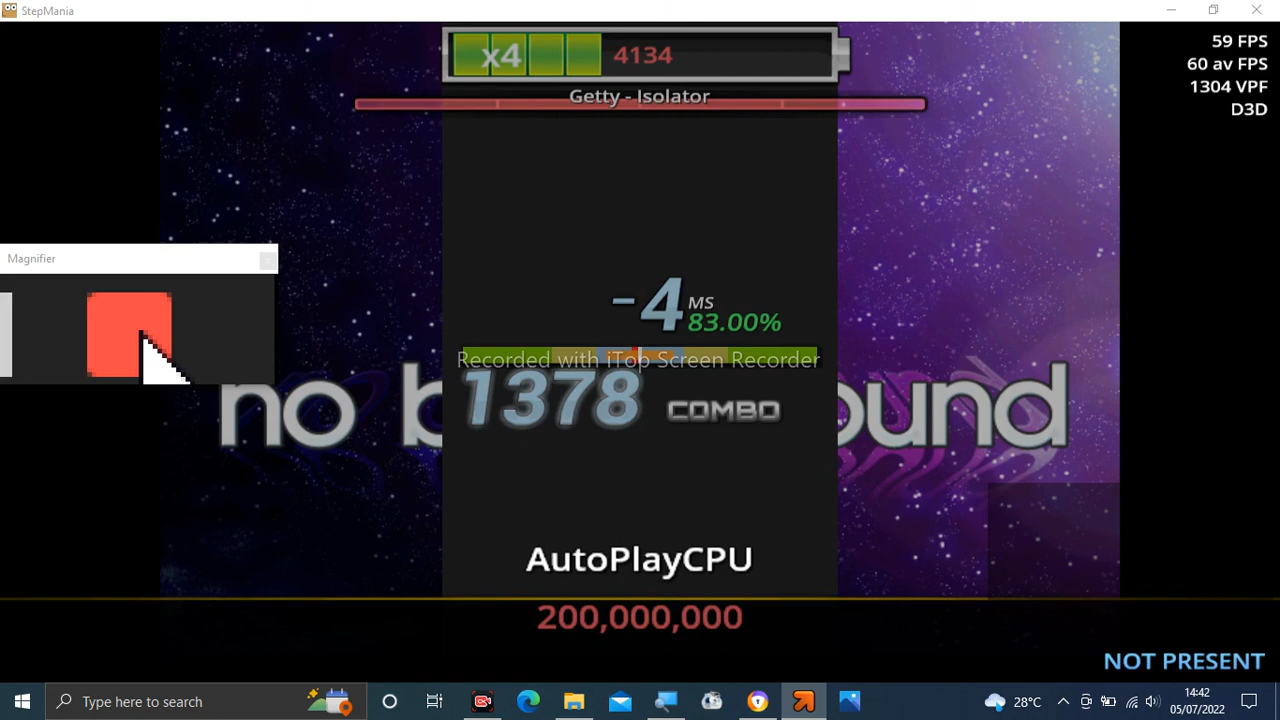 StepMania
59 FPS
60 av FPS
1304 VPF
D3D
x4
4134
Getty - Isolator
Magnifier
-4 MS
83.00%
Recorded with iTop Screen Recorder
1378 COMBO
no b ound
AutoPlayCPU
200,000,000
NOT PRESENT
Type here to search
28°C
14:42
05/07/2022